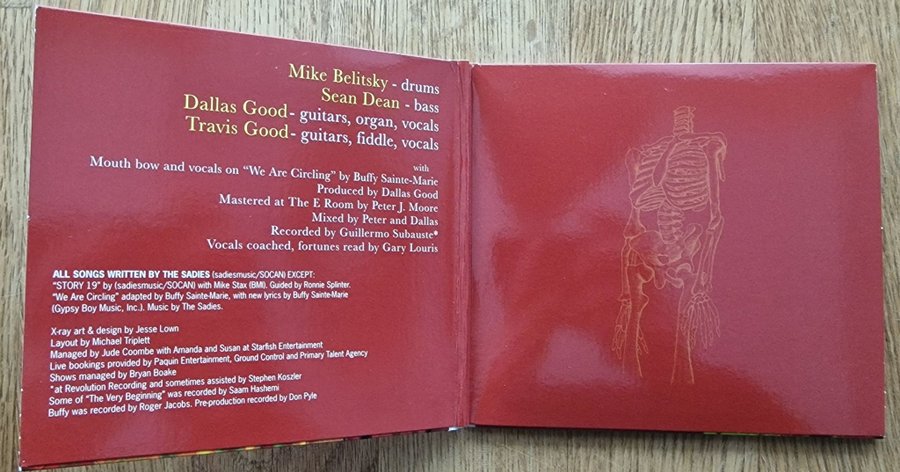 Mike Belitsky - drums
Sean Dean - bass
Dallas Good - guitars, organ, vocals
Travis Good - guitars, fiddle, vocals
with
Mouth bow and vocals on “We Are Circling” by Buffy Sainte-Marie
Produced by Dallas Good
Mastered at The E Room by Peter J. Moore
Mixed by Peter and Dallas
Recorded by Guillermo Subauste*
Vocals coached, fortunes read by Gary Louris
ALL SONGS WRITTEN BY THE SADIES (sadiesmusic/SOCAN) EXCEPT:
“STORY 19” by (sadiesmusic/SOCAN) with Mike Stax (BMI). Guided by Ronnie Splinter.
“We Are Circling” adapted by Buffy Sainte-Marie, with new lyrics by Buffy Sainte-Marie
(Gypsy Boy Music, Inc.). Music by The Sadies.
X-ray art & design by Jesse Lown
Layout by Michael Triplett
Managed by Jude Coombe with Amanda and Susan at Starfish Entertainment
Live bookings provided by Paquin Entertainment, Ground Control and Primary Talent Agency
Shows managed by Bryan Boake
*at Revolution Recording and sometimes assisted by Stephen Koszler
Some of “The Very Beginning” was recorded by Saam Hashemi
Buffy was recorded by Roger Jacobs. Pre-production recorded by Don Pyle